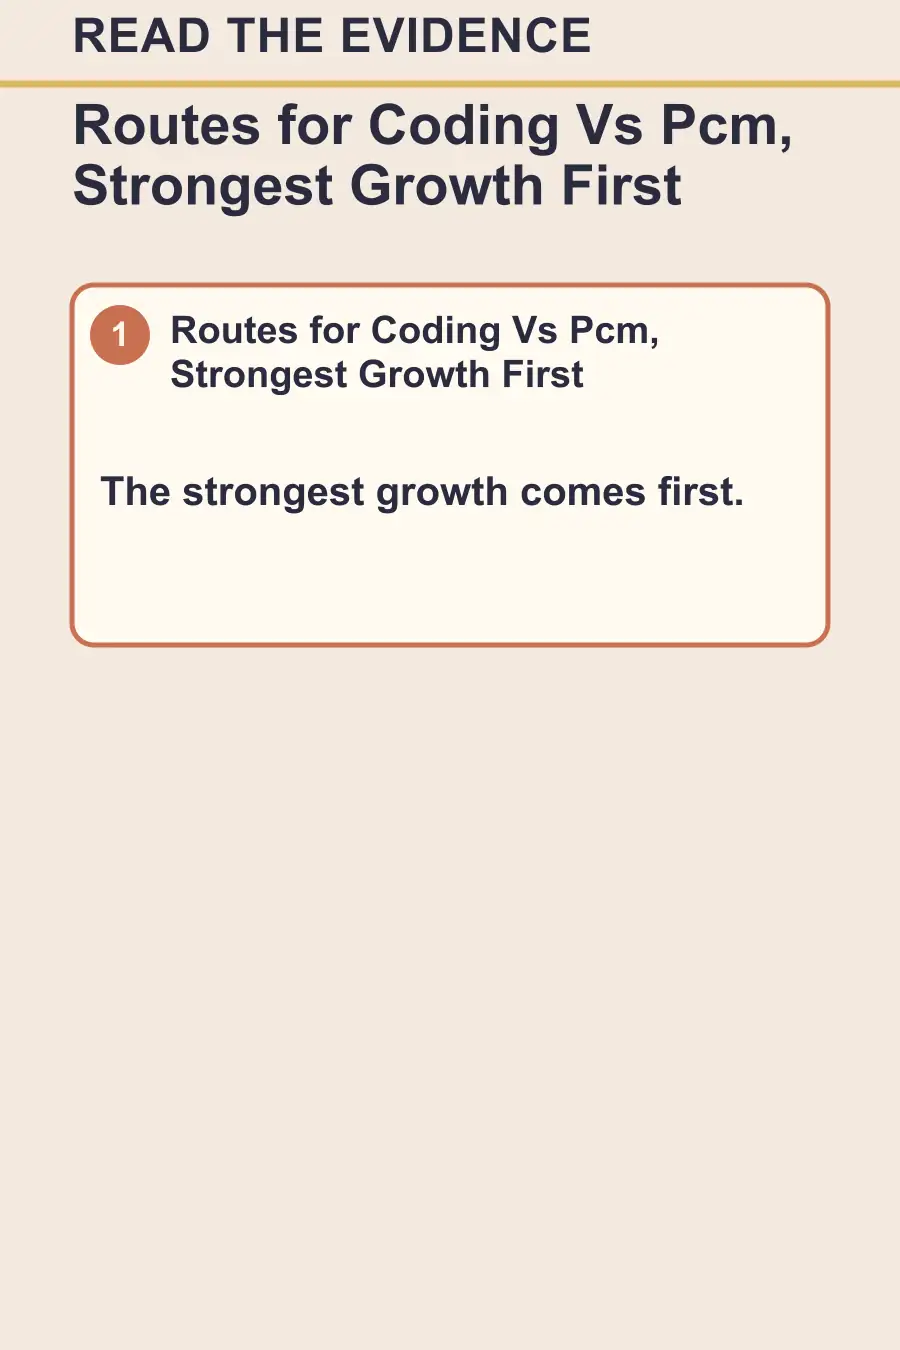 READ THE EVIDENCE
Routes for Coding Vs Pcm,
Strongest Growth First
1
Routes for Coding Vs Pcm,
Strongest Growth First
The strongest growth comes first.